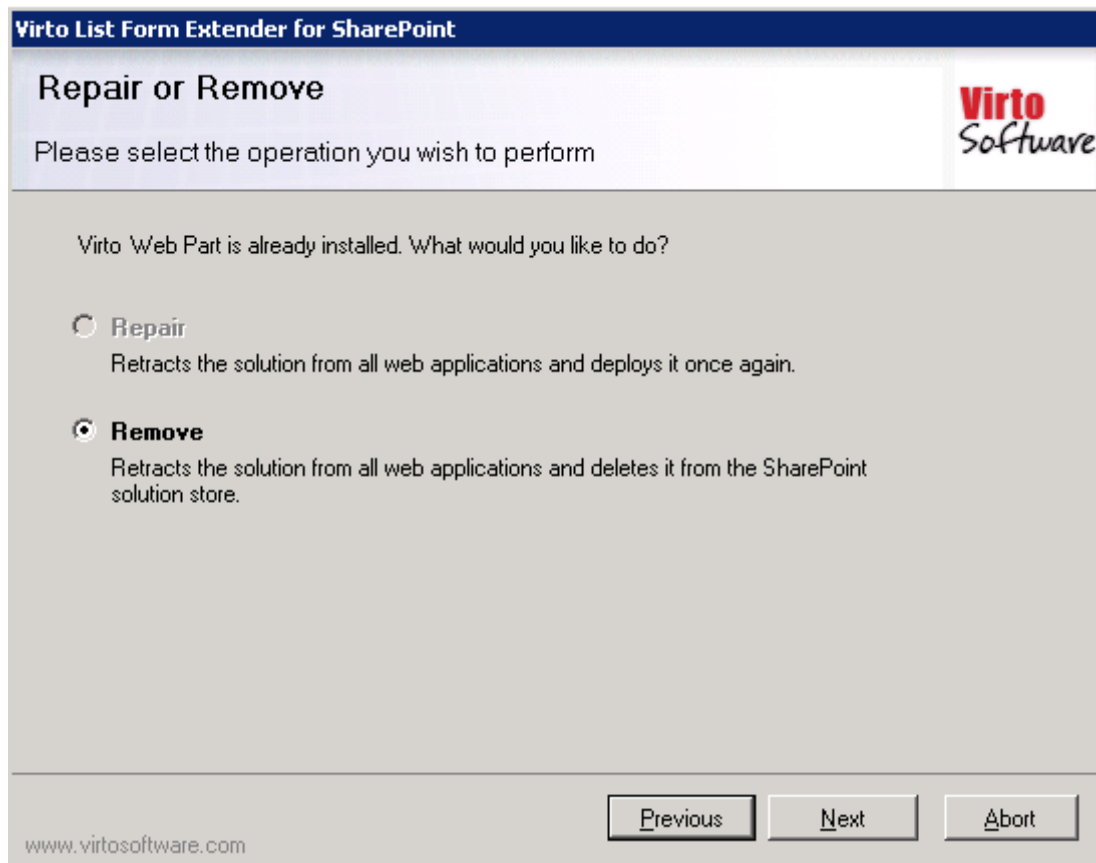 Virto List Form Extender for SharePoint
Repair or Remove
Virto
Software
Please select the operation you wish to perform
Virto Web Part is already installed. What would you like to do?
Repair
Retracts the solution from all web applications and deploys it once again.
Remove
Retracts the solution from all web applications and deletes it from the SharePoint
solution store.
Previous Next Abort
www.virtosoftware.com